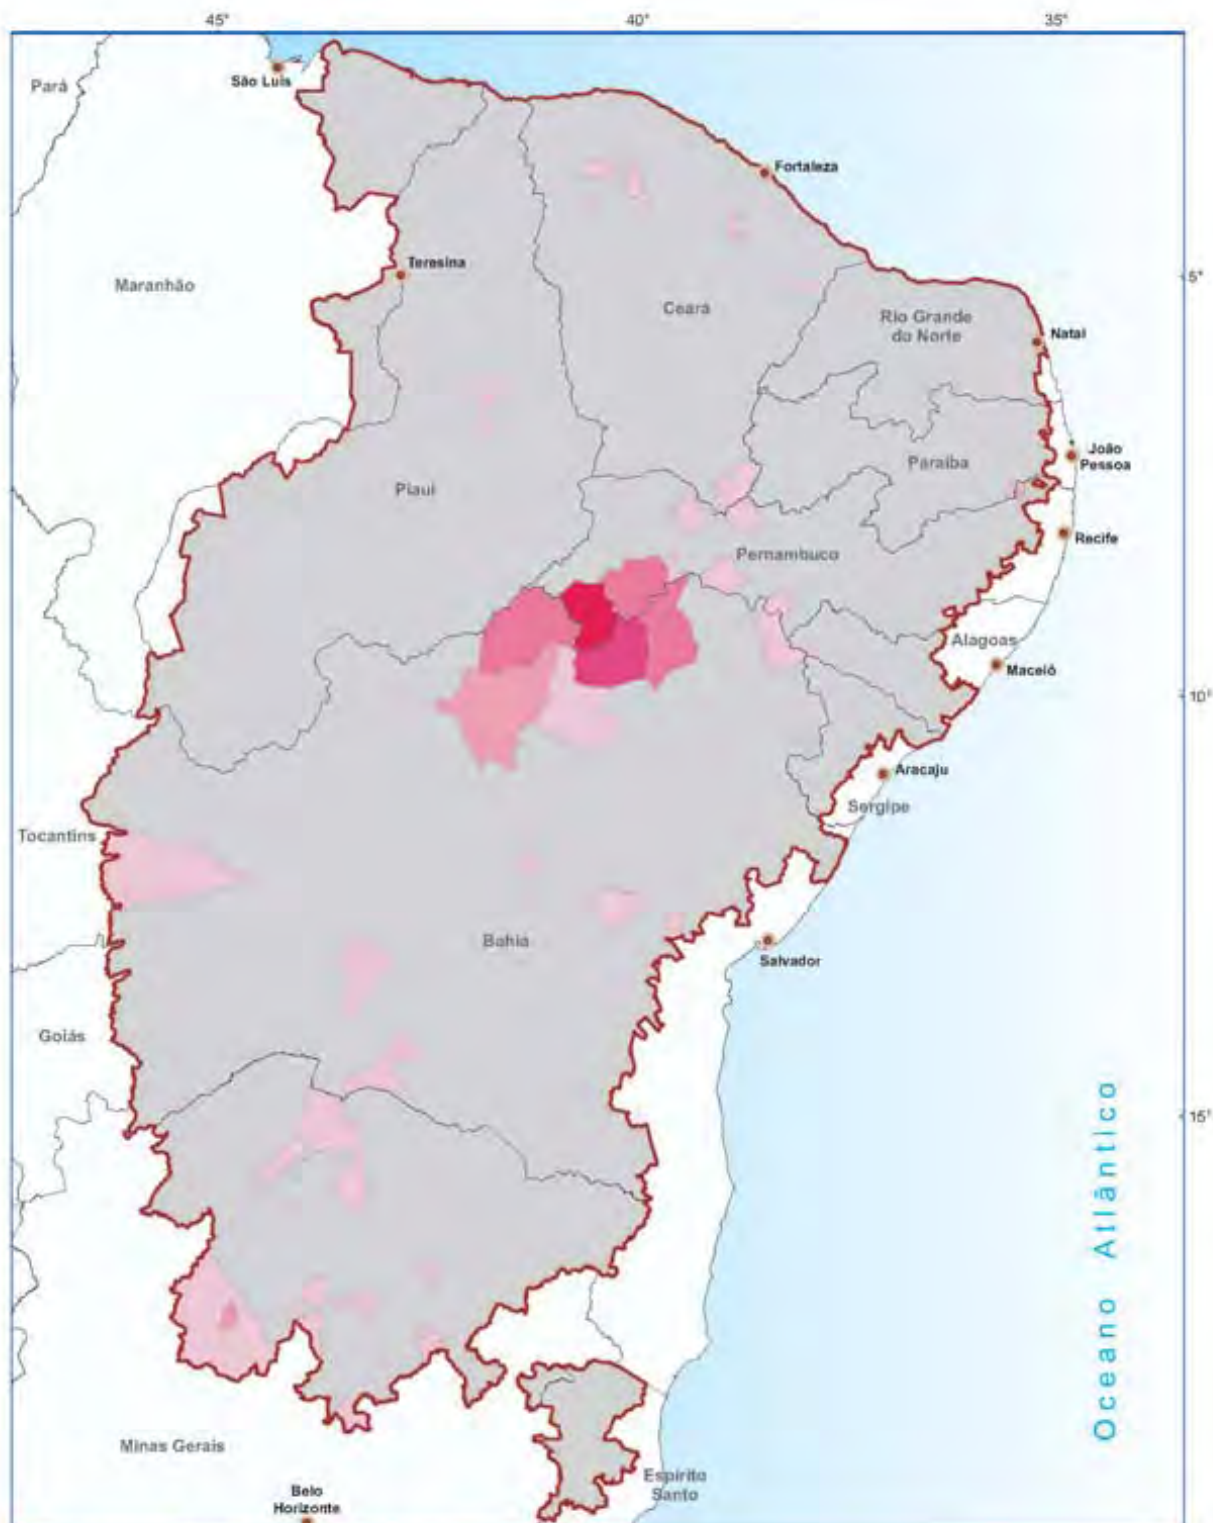 45°
40°
35°
Pará
São Luís
Fortaleza
Teresina
5°
Maranhão
Ceará
Rio Grande
do Norte
Natal
João
Pessoa
Paraíba
Piauí
Recife
Pernambuco
Alagoas
Maceió
10°
Aracaju
Sergipe
Tocantins
Bahia
Salvador
Goiás
15°
Oceano Atlântico
Minas Gerais
Espírito
Santo
Belo
Horizonte